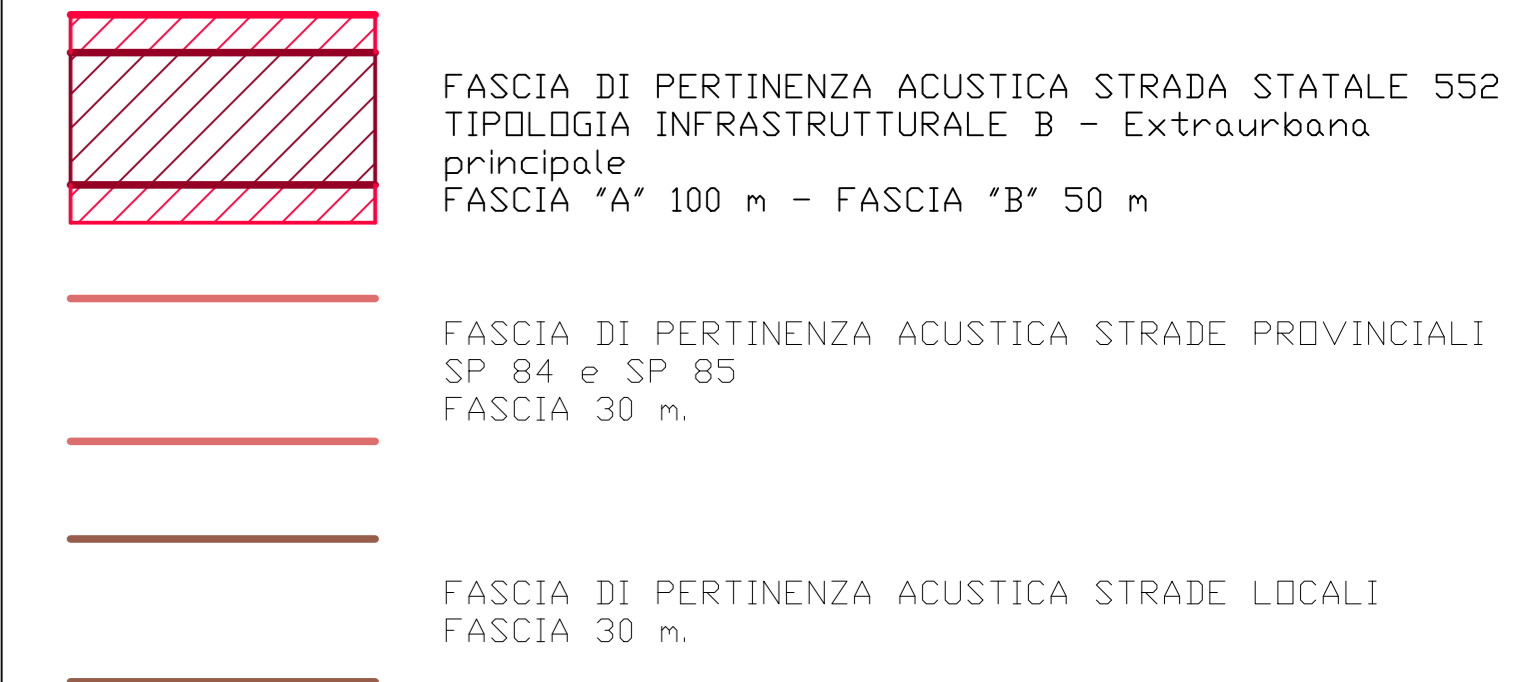 FASCIA DI PERTINENZA ACUSTICA STRADA STATALE 552
TIPOLOGIA INFRASTRUTTURALE B - Extraurbana
principale
FASCIA "A" 100 m - FASCIA "B" 50 m
FASCIA DI PERTINENZA ACUSTICA STRADE PROVINCIALI
SP 84 e SP 85
FASCIA 30 m.
FASCIA DI PERTINENZA ACUSTICA STRADE LOCALI
FASCIA 30 m.